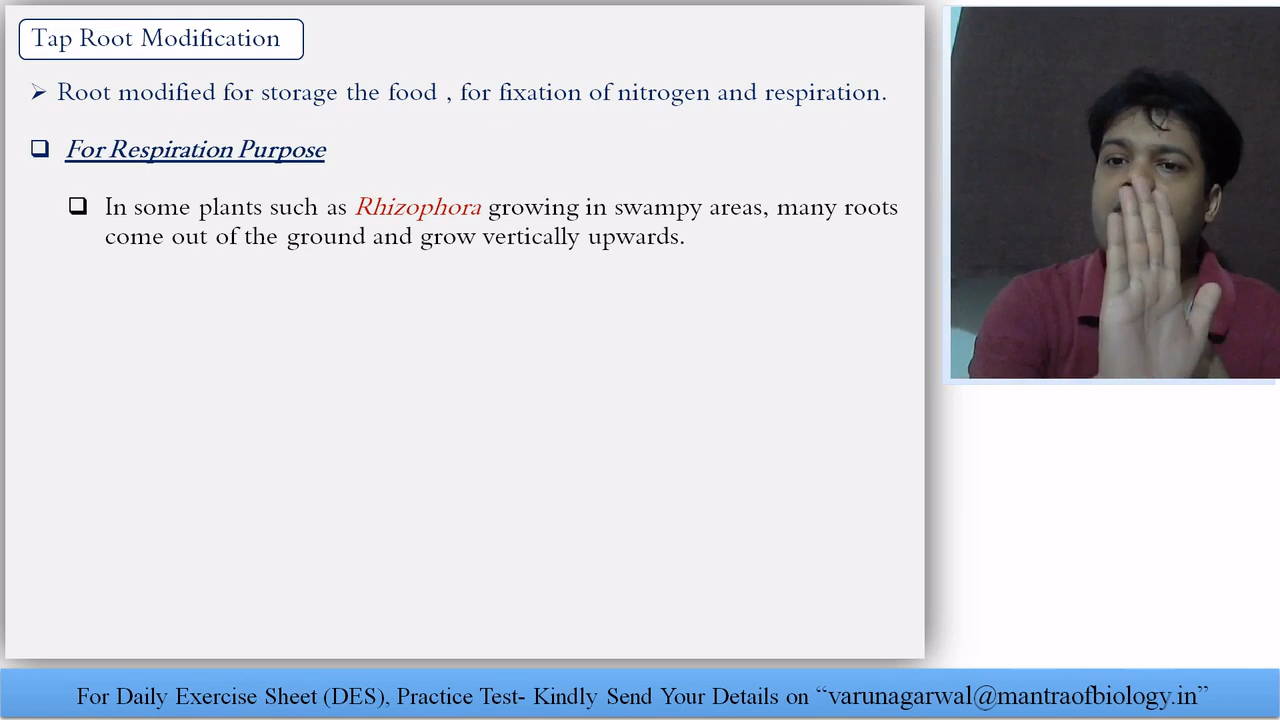 Tap Root Modification
Root modified for storage the food , for fixation of nitrogen and respiration.
For Respiration Purpose
In some plants such as Rhizophora growing in swampy areas, many roots
come out of the ground and grow vertically upwards.
For Daily Exercise Sheet (DES), Practice Test- Kindly Send Your Details on “varunagarwal@mantraofbiology.in”